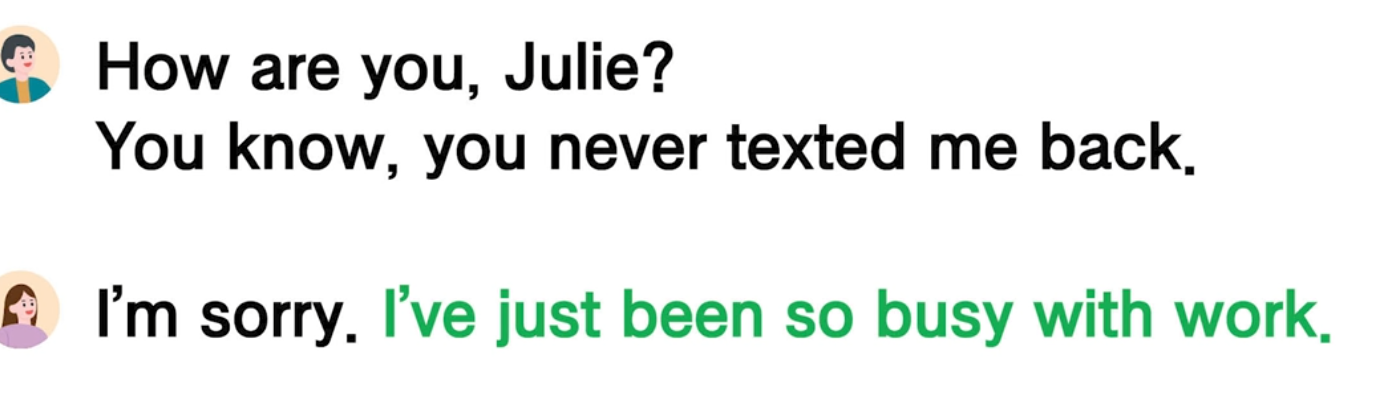 How are you, Julie?
You know, you never texted me back.
I’m sorry. I’ve just been so busy with work.